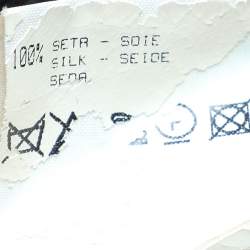 100% SETA - SOIE
SILK - SEIDE
SEDA